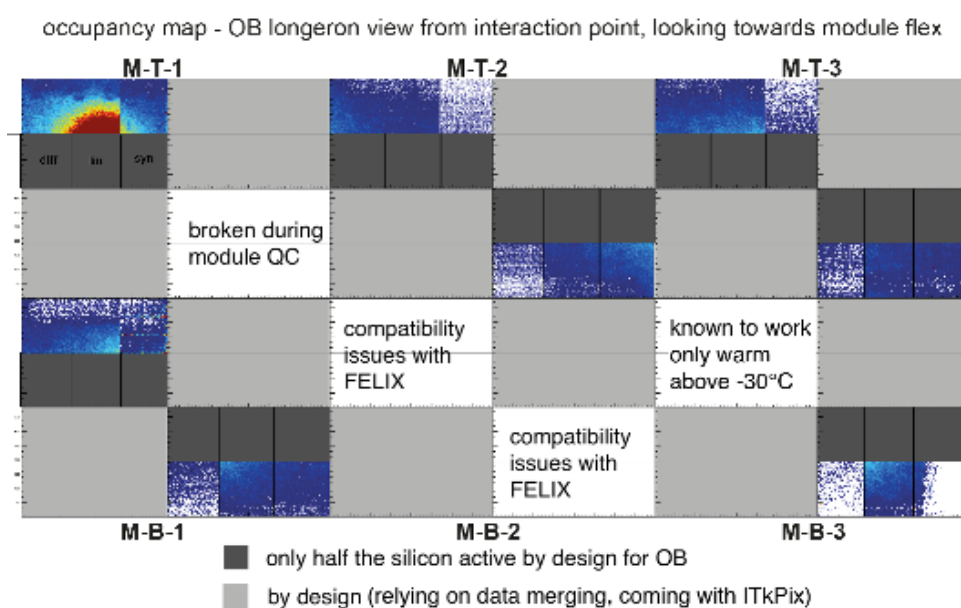 occupancy map - OB longeron view from interaction point, looking towards module flex
M-T-1
M-T-2
M-T-3
diff
lin
syn
broken during
module QC
compatibility
issues with
FELIX
known to work
only warm
above -30°C
compatibility
issues with
FELIX
M-B-1
M-B-2
M-B-3
only half the silicon active by design for OB
by design (relying on data merging, coming with ITkPix)